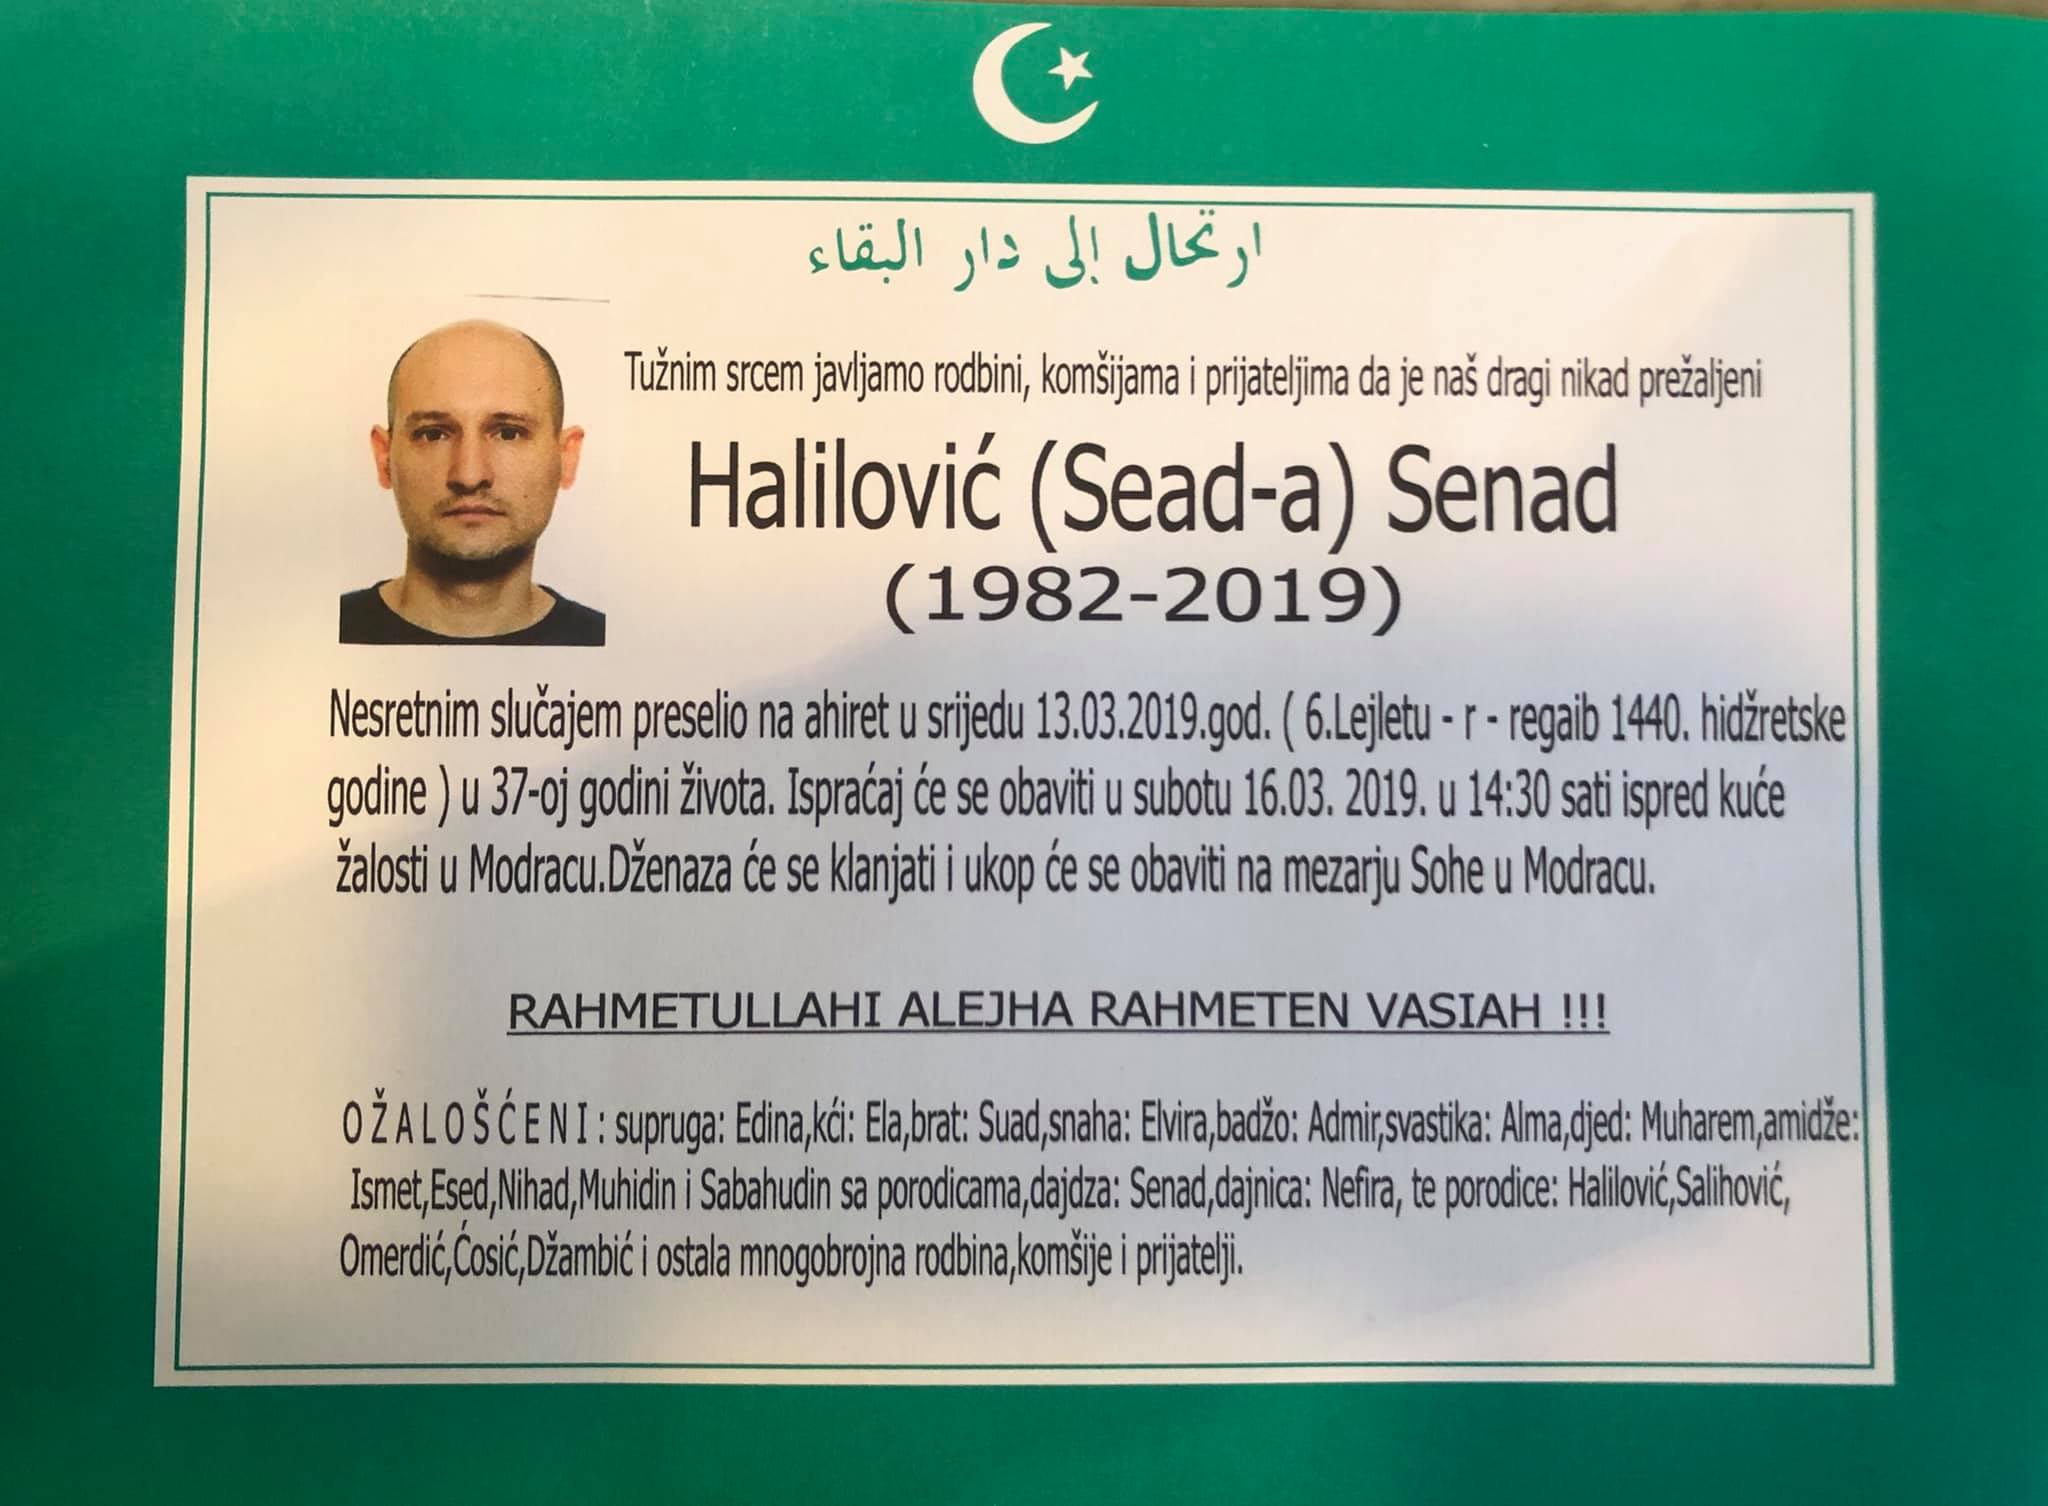 ارتحال إلى دار البقاء
Tužnim srcem javljamo rodbini, komšijama i prijateljima da je naš dragi nikad prežaljeni
Halilović (Sead-a) Senad
(1982-2019)
Nesretnim slučajem preselio na ahiret u srijedu 13.03.2019.god. ( 6.Lejletu - r - regaib 1440. hidžretske
godine ) u 37-oj godini života. Ispraćaj će se obaviti u subotu 16.03. 2019. u 14:30 sati ispred kuće
žalosti u Modracu.Dženaza će se klanjati i ukop će se obaviti na mezarju Sohe u Modracu.
RAHMETULLAHI ALEJHA RAHMETEN VASIAH !!!
O Ž A L O Š Ć E N I : supruga: Edina,kći: Ela,brat: Suad,snaha: Elvira,badžo: Admir,svastika: Alma,djed: Muharem,amidže:
Ismet,Esed,Nihad,Muhidin i Sabahudin sa porodicama,dajdza: Senad,dajnica: Nefira, te porodice: Halilović,Salihović,
Omerdić,Ćosić,Džambić i ostala mnogobrojna rodbina,komšije i prijatelji.